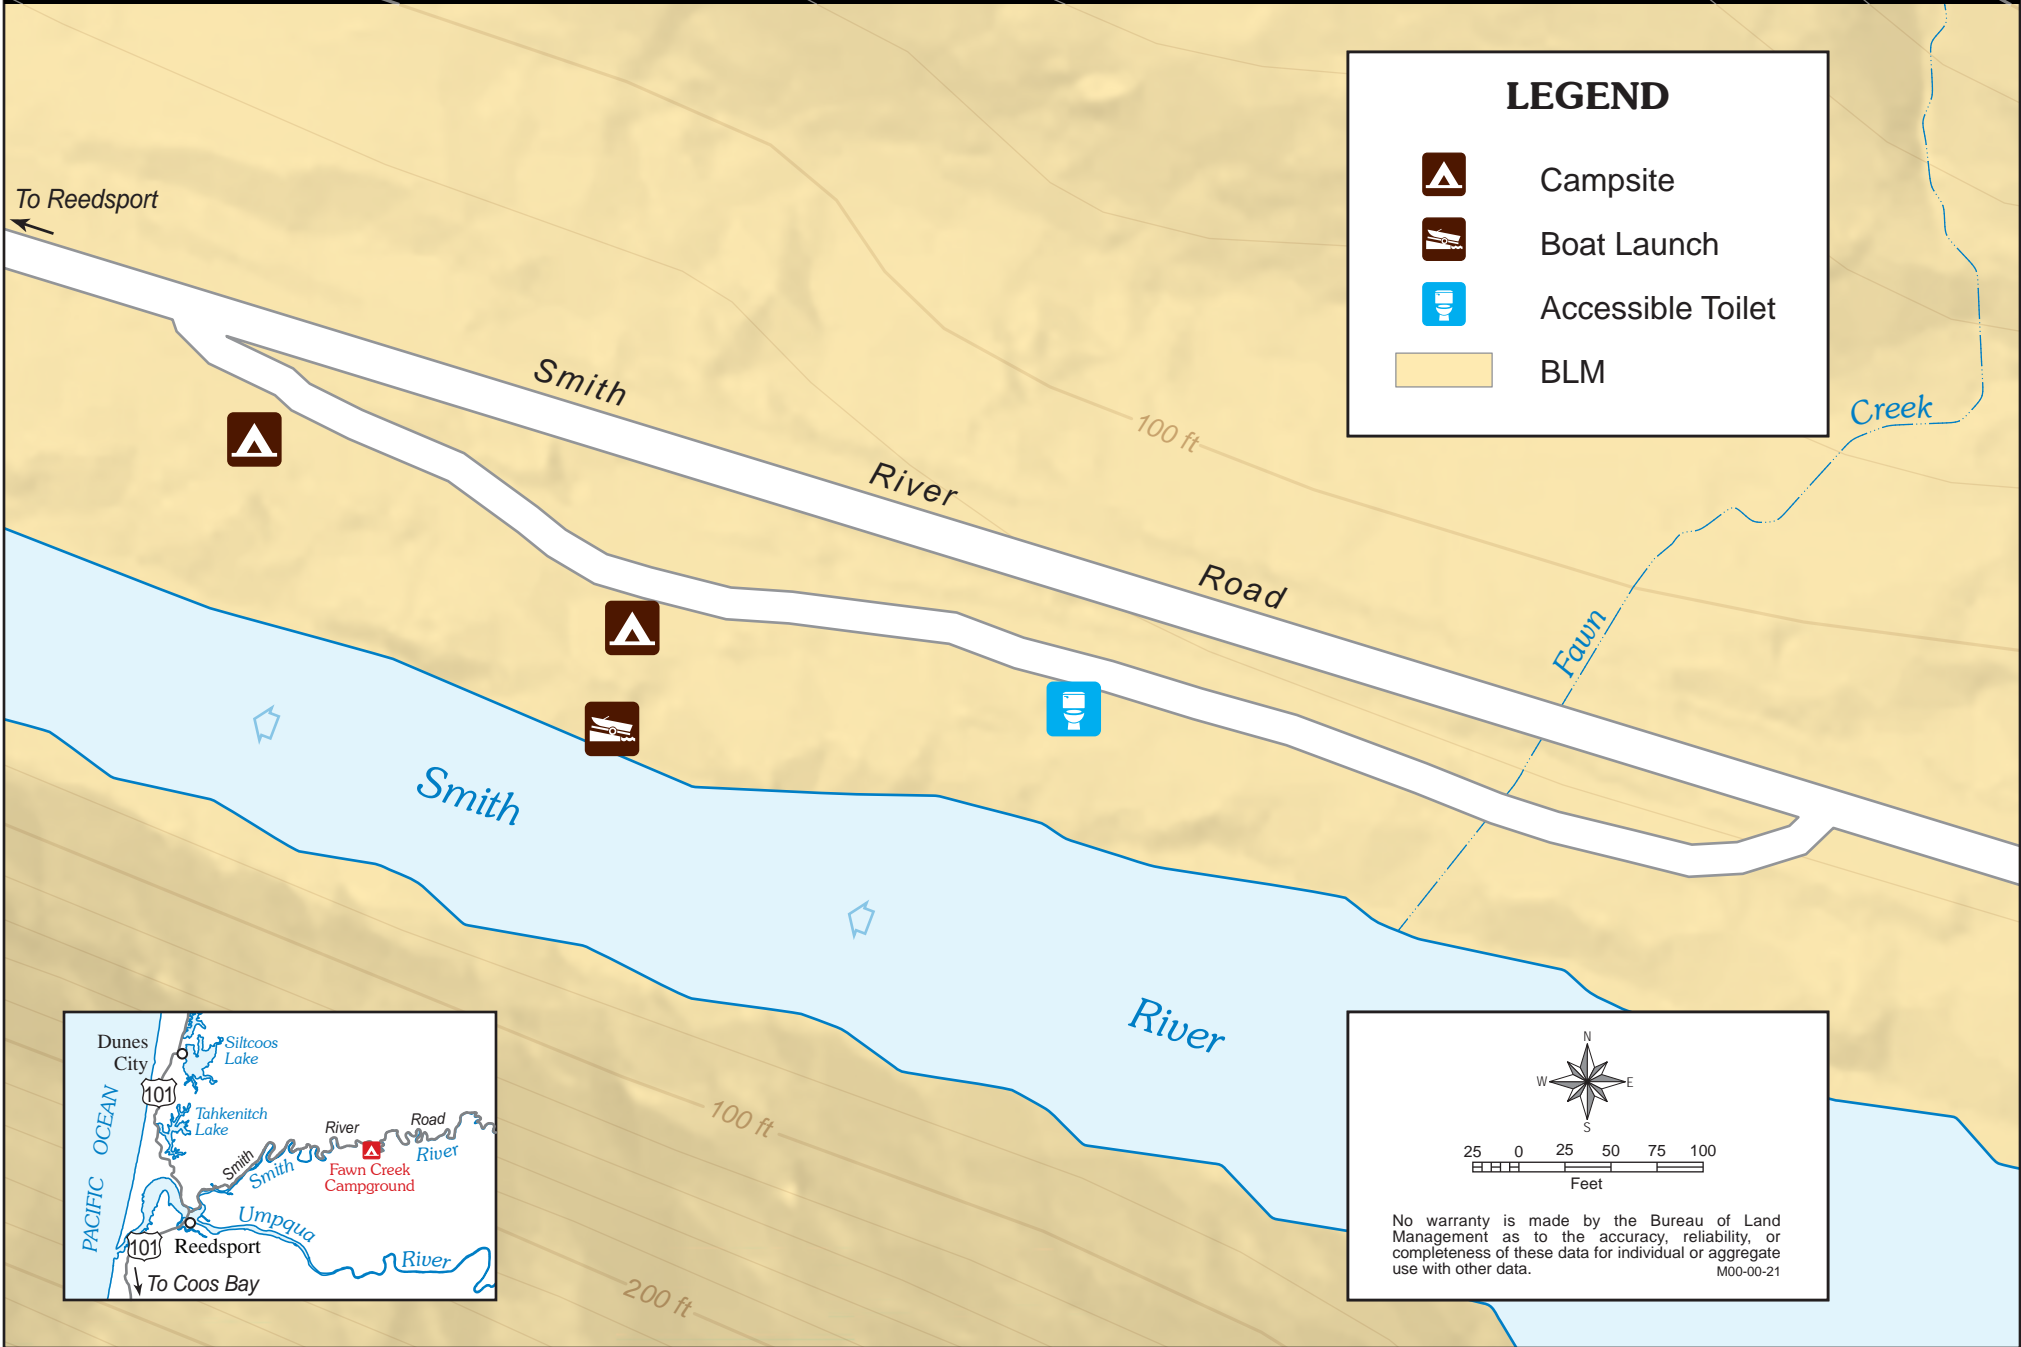 LEGEND
Campsite
Boat Launch
Accessible Toilet
BLM
To Reedsport
Smith
River
Road
100 ft
Creek
Fawn
Smith
River
100 ft
200 ft
Dunes
City
Siltcoos
Lake
101
Tahkenitch
Lake
PACIFIC OCEAN
River
Road
Smith
Smith
River
Fawn Creek
Campground
Umpqua
River
101
Reedsport
To Coos Bay
N
W
E
S
25 0 25 50 75 100
Feet
No warranty is made by the Bureau of Land
Management as to the accuracy, reliability, or
completeness of these data for individual or aggregate
use with other data.
M00-00-21